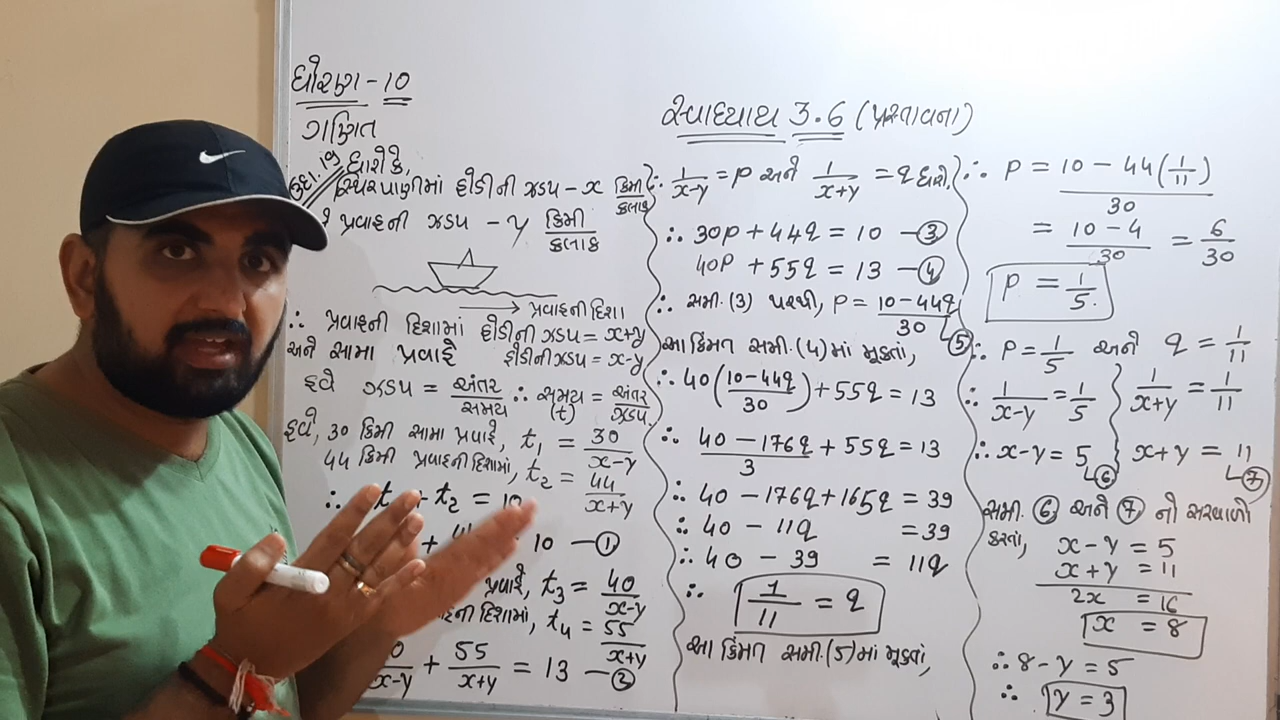 ધોરણ - 10
ગણિત
ઉદા.19
ધારો કે,
સ્થિર પાણીમાં હોડીની ઝડપ - x કિમી/કલાક
પ્રવાહની ઝડપ - y કિમી/કલાક
→ પ્રવાહની દિશા
∴ પ્રવાહની દિશામાં હોડીની ઝડપ = x+y
અને સામા પ્રવાહે હોડીની ઝડપ = x-y
હવે ઝડપ = અંતર/સમય ∴ સમય (t) = અંતર/ઝડપ
હવે, 30 કિમી સામા પ્રવાહે, t₁ = 30/(x-y)
44 કિમી પ્રવાહની દિશામાં, t₂ = 44/(x+y)
∴ t₂ = 10
+ 10 - ①
પ્રવાહે, t₃ = 40/(x-y)
દિશામાં, t₄ = 55/(x+y)
/(x-y) + 55/(x+y) = 13 - ②
સ્વાધ્યાય 3.6 (પ્રસ્તાવના)
∴ 1/(x-y) = p અને 1/(x+y) = q ધારો.
∴ 30p + 44q = 10 - ③
40p + 55q = 13 - ④
∴ સમી. (3) પરથી, p = (10-44q)/30 ⑤
આ કિંમત સમી. (4)માં મૂકતાં,
∴ 40((10-44q)/30) + 55q = 13
∴ (40 - 176q)/3 + 55q = 13
∴ 40 - 176q + 165q = 39
∴ 40 - 11q = 39
∴ 40 - 39 = 11q
∴ 1/11 = q
આ કિંમત સમી. (5)માં મૂકતાં,
∴ p = (10 - 44(1/11))/30
= (10 - 4)/30 = 6/30
p = 1/5.
∴ p = 1/5 અને q = 1/11
∴ 1/(x-y) = 1/5 1/(x+y) = 1/11
∴ x-y = 5 ⑥ x+y = 11 ⑦
સમી. ⑥ અને ⑦ નો સરવાળો
કરતાં, x-y = 5
x+y = 11
2x = 16
x = 8
∴ 8-y = 5
∴ y = 3